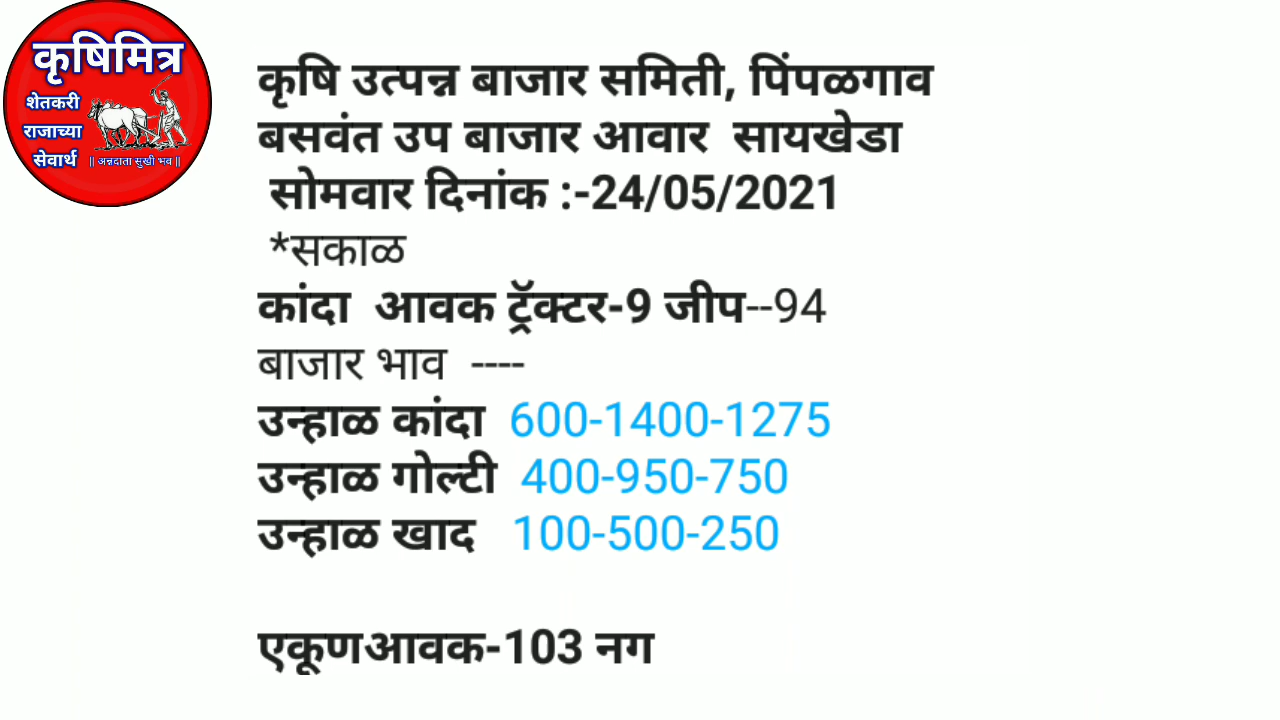 कृषिमित्र
शेतकरी
राजाच्या
सेवार्थ
|| अन्नदाता सुखी भव ||
कृषि उत्पन्न बाजार समिती, पिंपळगाव
बसवंत उप बाजार आवार सायखेडा
सोमवार दिनांक :-24/05/2021
*सकाळ
कांदा आवक ट्रॅक्टर-9 जीप--94
बाजार भाव ----
उन्हाळ कांदा 600-1400-1275
उन्हाळ गोल्टी 400-950-750
उन्हाळ खाद 100-500-250
एकूणआवक-103 नग